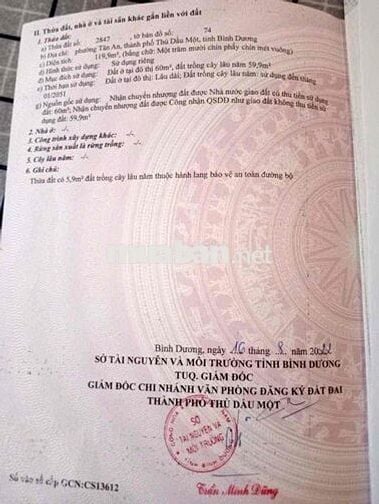 II. Thửa đất, nhà ở và tài sản khác gắn liền với đất
1. Thửa đất:
a) Thửa đất số: 2847 , tờ bản đồ số: 74
b) Địa chỉ: phường Tân An, thành phố Thủ Dầu Một, tỉnh Bình Dương
c) Diện tích: 119,9m², (bằng chữ: Một trăm mười chín phẩy chín mét vuông)
d) Hình thức sử dụng: Sử dụng riêng
đ) Mục đích sử dụng: Đất ở tại đô thị 60m², đất trồng cây lâu năm 59,9m²
e) Thời hạn sử dụng: Đất ở tại đô thị: Lâu dài; Đất trồng cây lâu năm: sử dụng đến tháng
01/2051
g) Nguồn gốc sử dụng: Nhận chuyển nhượng đất được Nhà nước giao đất có thu tiền sử dụng
đất: 60m²; Nhận chuyển nhượng đất được Công nhận QSDĐ như giao đất không thu tiền sử
dụng đất: 59,9m²
2. Nhà ở: -/-
3. Công trình xây dựng khác: -/-
4. Rừng sản xuất là rừng trồng: -/-
5. Cây lâu năm: -/-
6. Ghi chú:
Thửa đất có 5,9m² đất trồng cây lâu năm thuộc hành lang bảo vệ an toàn đường bộ
muaban.net
Bình Dương, ngày 16 tháng 8 năm 2022
SỞ TÀI NGUYÊN VÀ MÔI TRƯỜNG TỈNH BÌNH DƯƠNG
TUQ. GIÁM ĐỐC
GIÁM ĐỐC CHI NHÁNH VĂN PHÒNG ĐĂNG KÝ ĐẤT ĐAI
THÀNH PHỐ THỦ DẦU MỘT
SỞ
TÀI NGUYÊN VÀ
MÔI TRƯỜNG
Số vào sổ cấp GCN:CS13612
Trần Minh Dũng